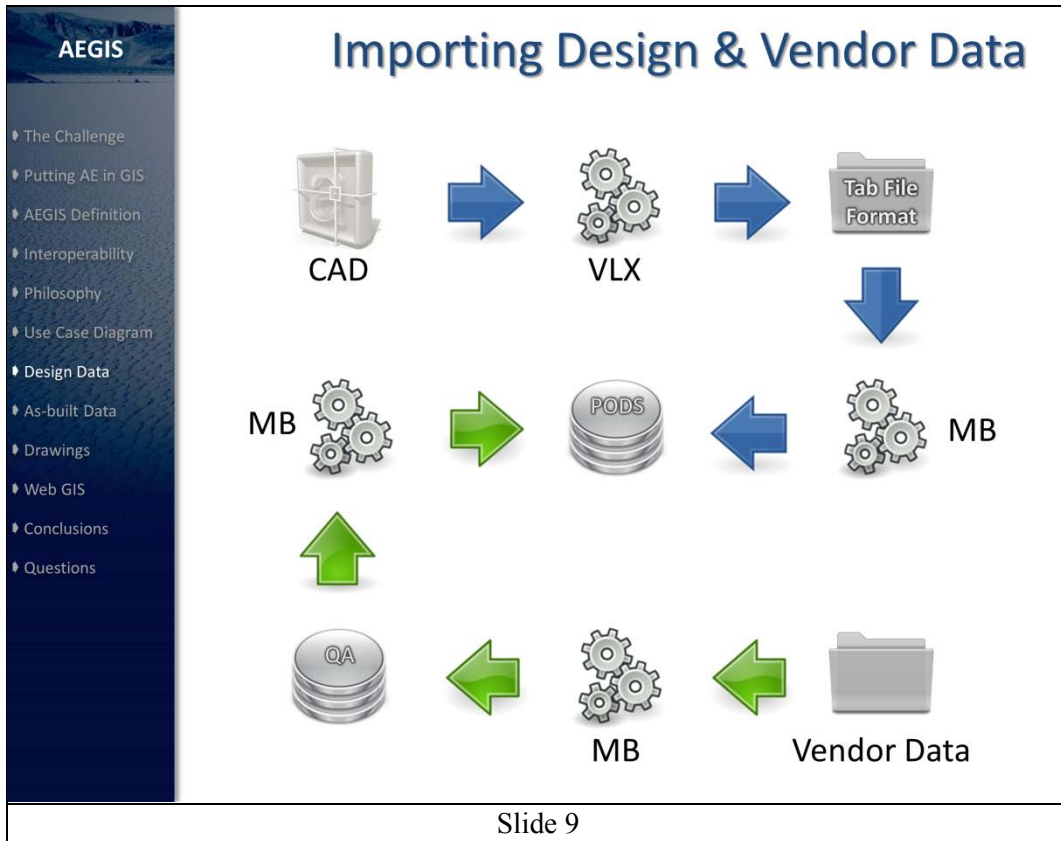 AEGIS
The Challenge
Putting AE in GIS
AEGIS Definition
Interoperability
Philosophy
Use Case Diagram
Design Data
As-built Data
Drawings
Web GIS
Conclusions
Questions
Importing Design & Vendor Data
CAD
VLX
Tab File
Format
MB
PODS
MB
QA
MB
Vendor Data
Slide 9